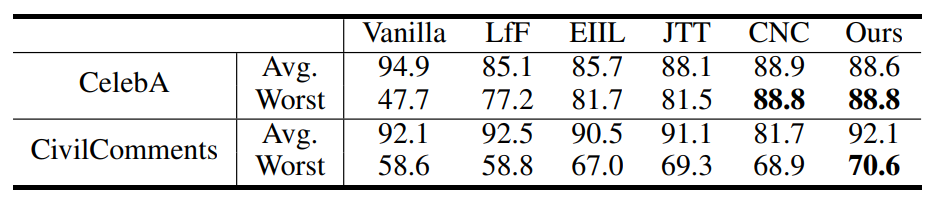 Vanilla LfF EIIL JTT CNC Ours
CelebA Avg. 94.9 85.1 85.7 88.1 88.9 88.6
Worst 47.7 77.2 81.7 81.5 88.8 88.8
CivilComments Avg. 92.1 92.5 90.5 91.1 81.7 92.1
Worst 58.6 58.8 67.0 69.3 68.9 70.6